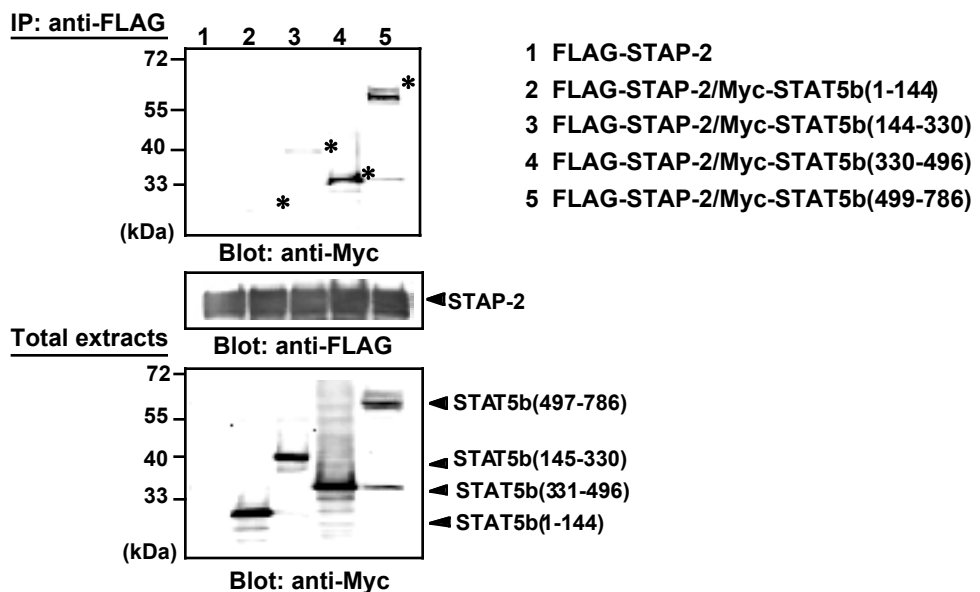 IP: anti-FLAG
1 2 3 4 5
72
55
40
33
(kDa)
* * * *
Blot: anti-Myc
1 FLAG-STAP-2
2 FLAG-STAP-2/Myc-STAT5b(1-144)
3 FLAG-STAP-2/Myc-STAT5b(144-330)
4 FLAG-STAP-2/Myc-STAT5b(330-496)
5 FLAG-STAP-2/Myc-STAT5b(499-786)
STAP-2
Blot: anti-FLAG
Total extracts
72
55
40
33
(kDa)
STAT5b(497-786)
STAT5b(145-330)
STAT5b(331-496)
STAT5b(1-144)
Blot: anti-Myc